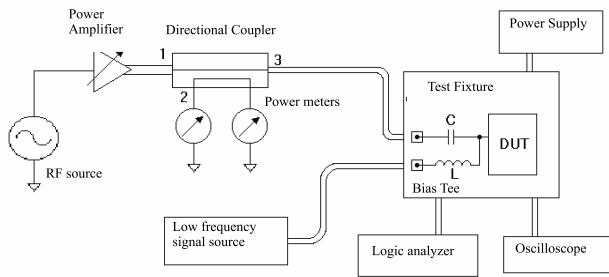 Power
Amplifier
Directional Coupler
Power Supply
1
3
2
Power meters
Test Fixture
C
DUT
L
Bias Tee
RF source
Low frequency
signal source
Logic analyzer
Oscilloscope